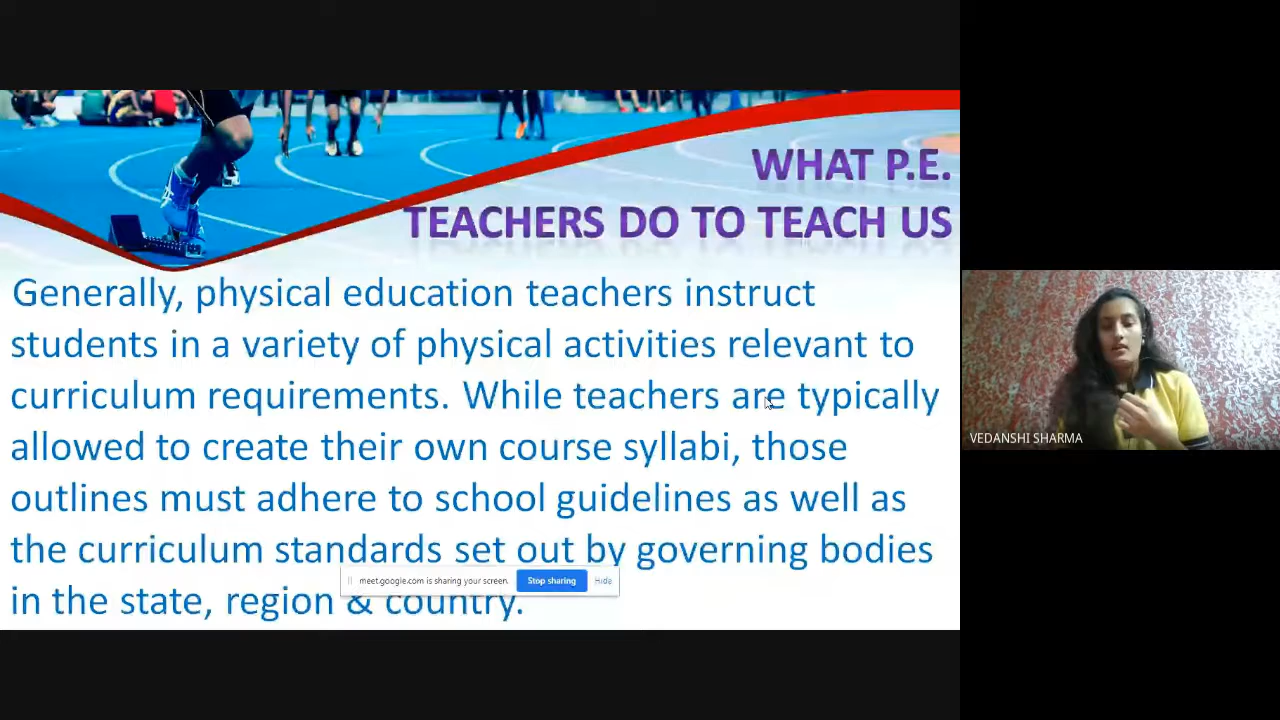 WHAT P.E.
TEACHERS DO TO TEACH US
Generally, physical education teachers instruct
students in a variety of physical activities relevant to
curriculum requirements. While teachers are typically
allowed to create their own course syllabi, those
outlines must adhere to school guidelines as well as
the curriculum standards set out by governing bodies
in the state, region & country.
meet.google.com is sharing your screen. Stop sharing Hide
VEDANSHI SHARMA